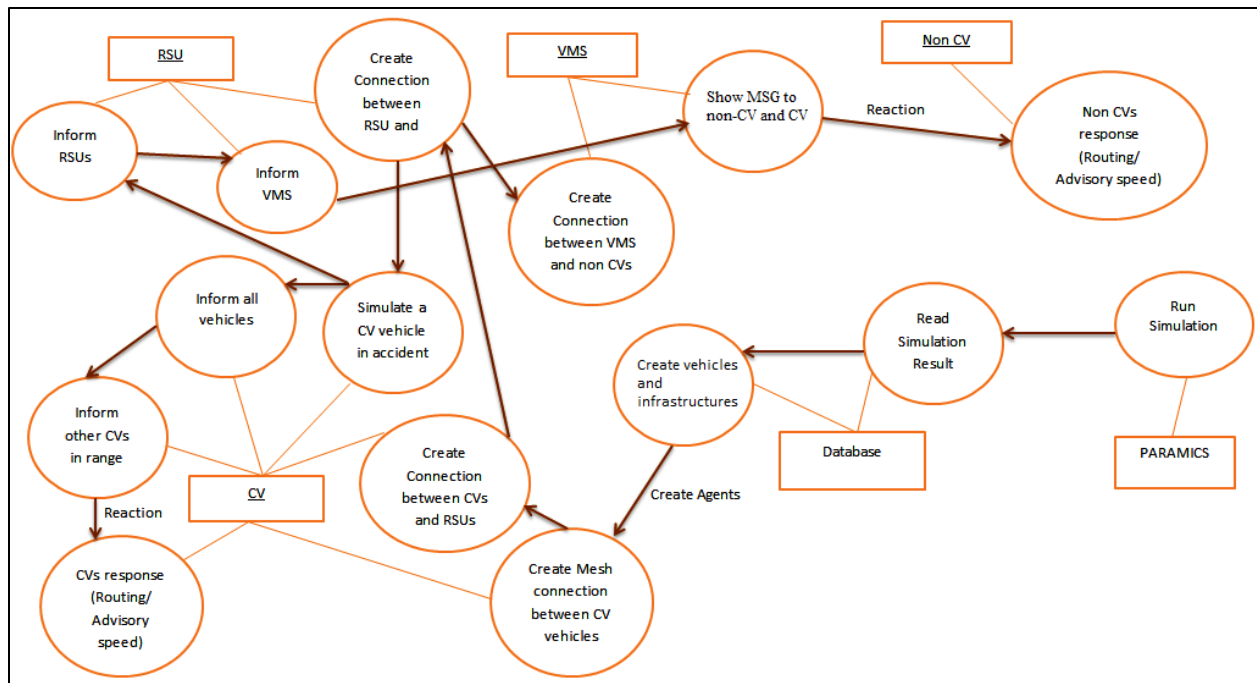 RSU
Create
Connection
between
RSU and
VMS
Show MSG to
non-CV and CV
Reaction
Non CV
Non CVs
response
(Routing/
Advisory speed)
Inform
RSUs
Inform
VMS
Create
Connection
between VMS
and non CVs
Inform all
vehicles
Simulate a
CV vehicle
in accident
Create vehicles
and
infrastructures
Read
Simulation
Result
Run
Simulation
Inform
other CVs
in range
CV
Create
Connection
between CVs
and RSUs
Database
PARAMICS
Create Agents
Reaction
CVs response
(Routing/
Advisory
speed)
Create Mesh
connection
between CV
vehicles